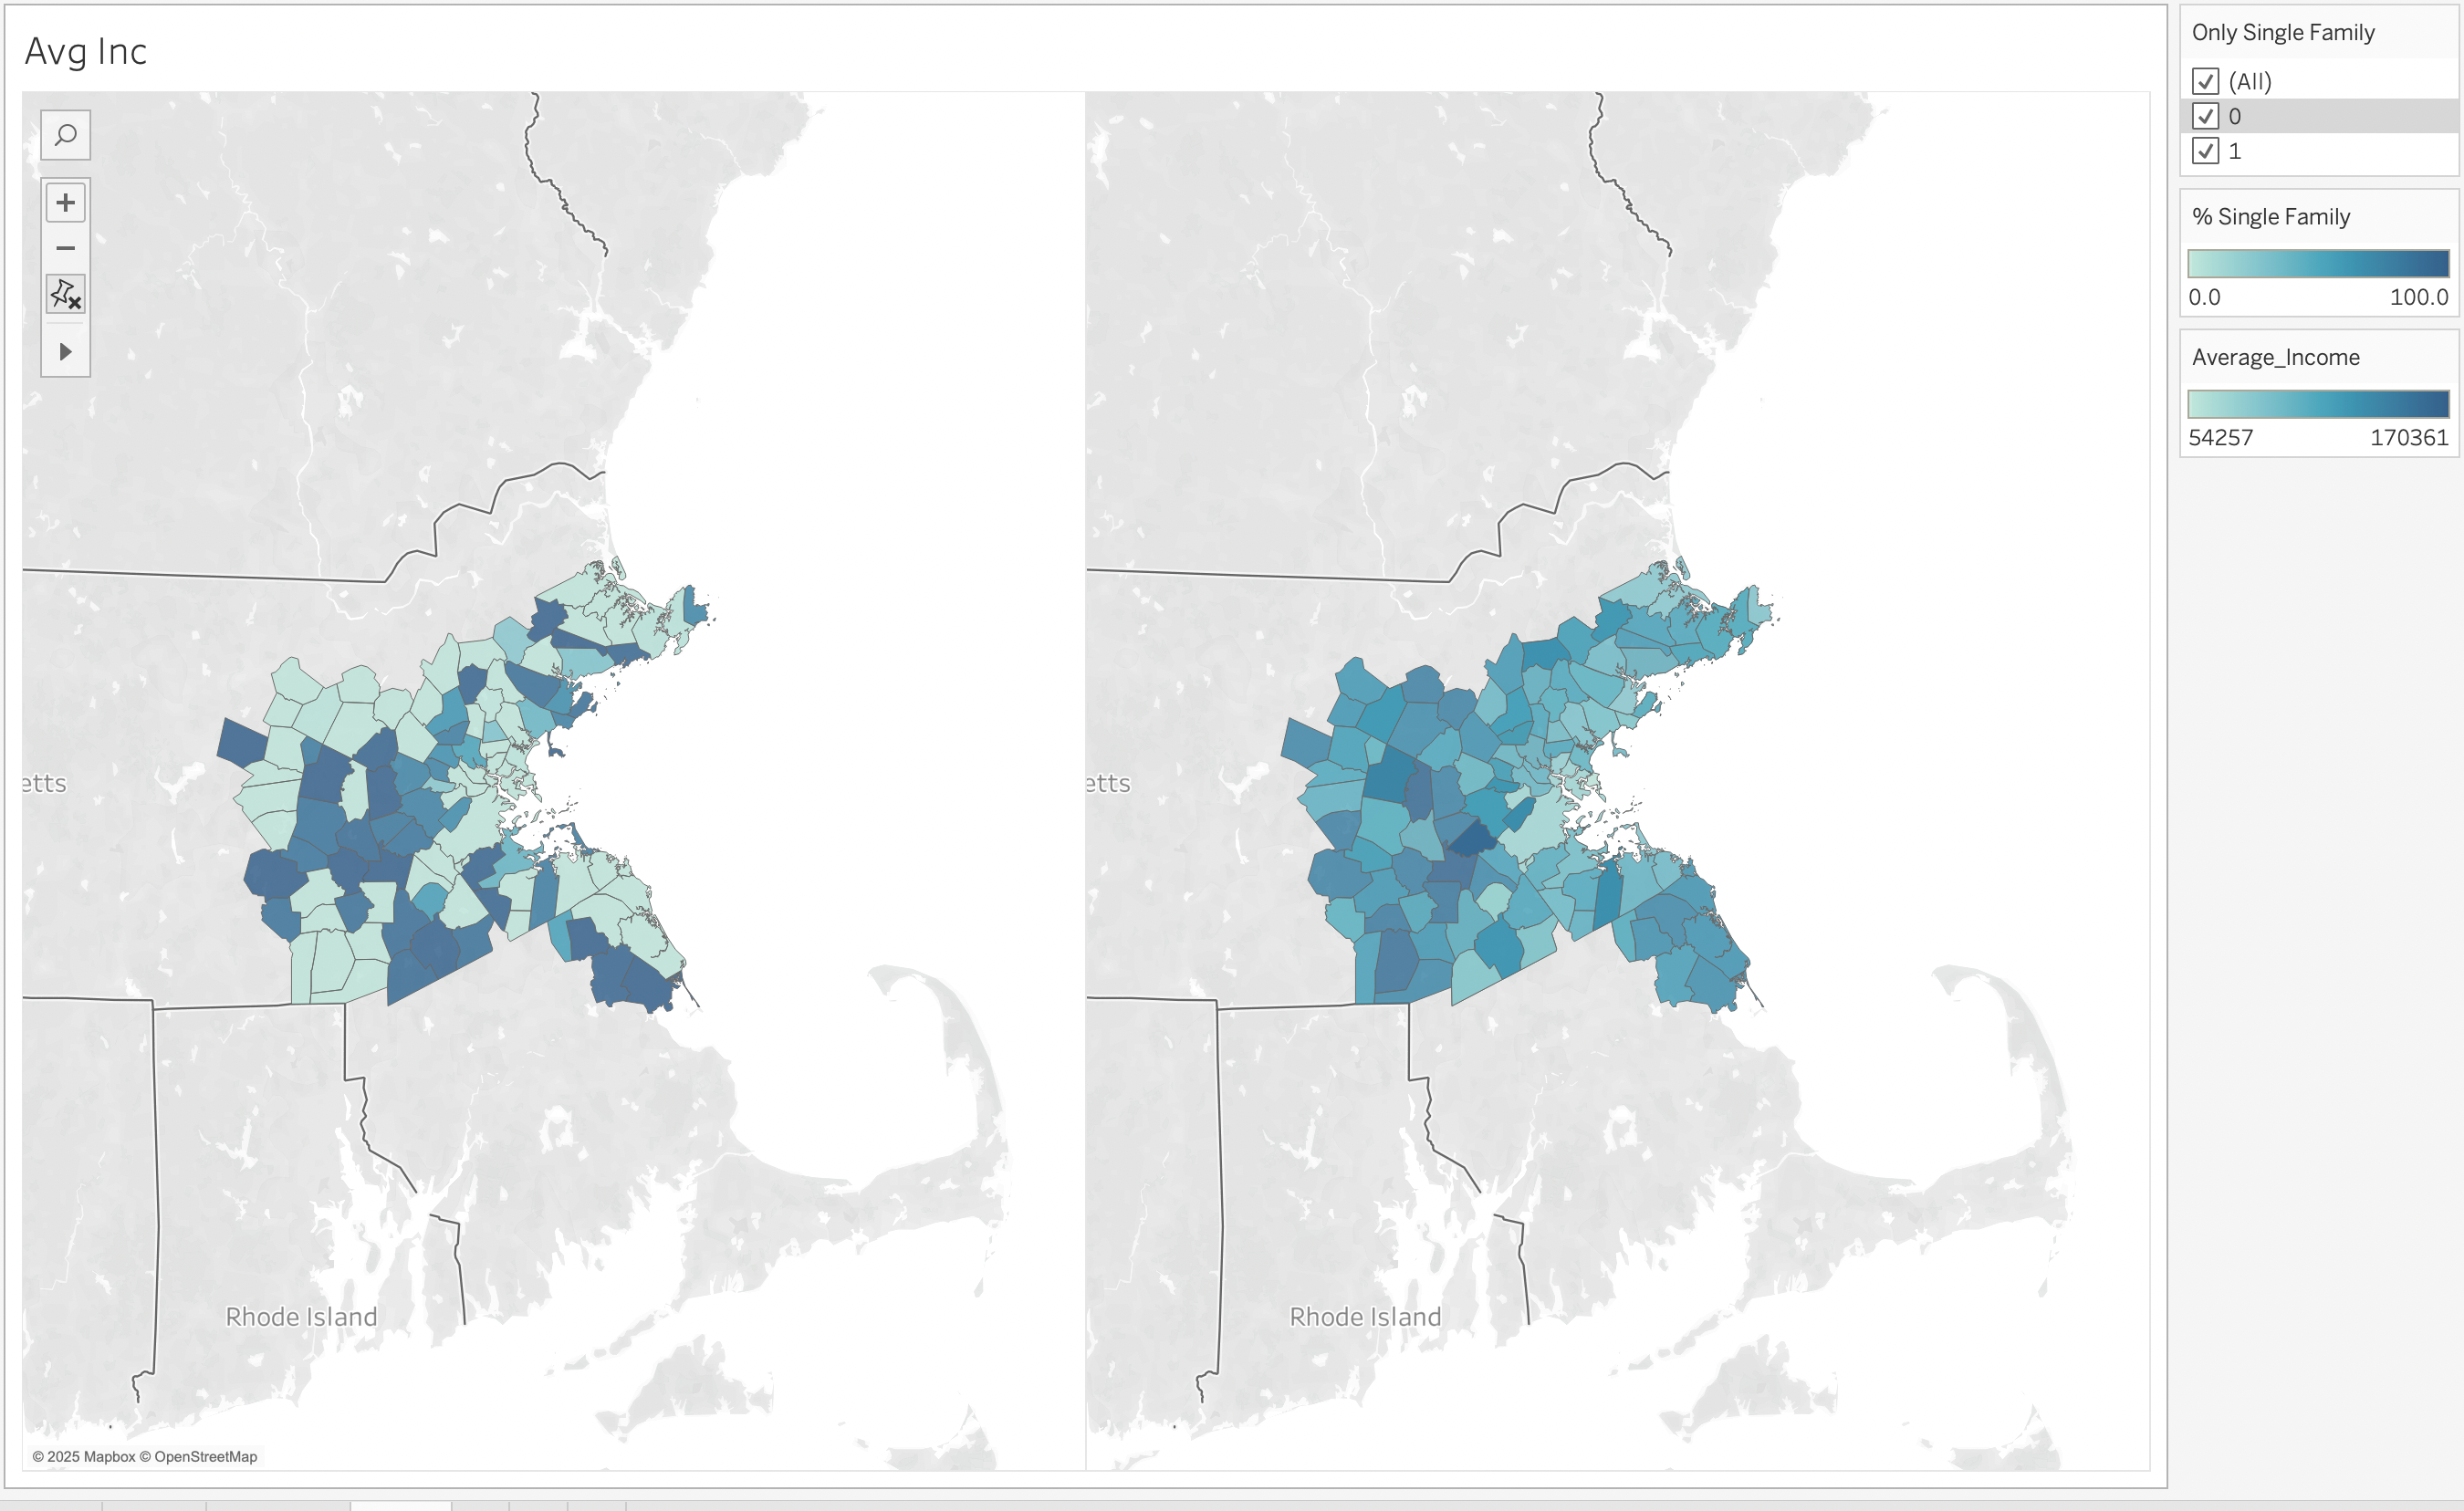 Avg Inc
etts
etts
Rhode Island
Rhode Island
© 2025 Mapbox © OpenStreetMap
Only Single Family
(All)
0
1
% Single Family
0.0 100.0
Average_Income
54257 170361